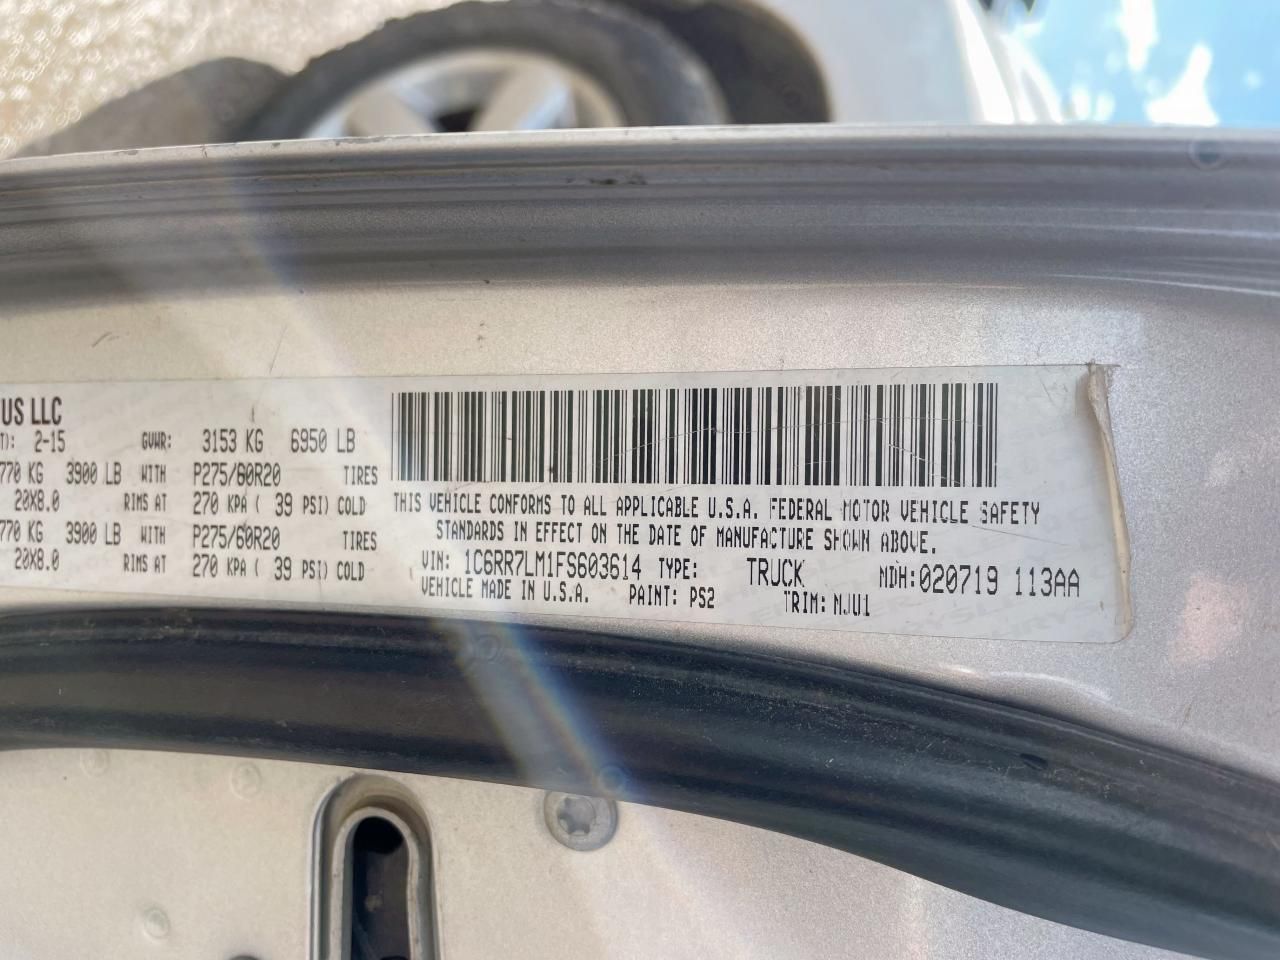 US LLC
T): 2-15 GVWR: 3153 KG 6950 LB
770 KG 3900 LB WITH P275/60R20 TIRES
20X8.0 RIMS AT 270 KPA ( 39 PSI) COLD
770 KG 3900 LB WITH P275/60R20 TIRES
20X8.0 RIMS AT 270 KPA ( 39 PSI) COLD
THIS VEHICLE CONFORMS TO ALL APPLICABLE U.S.A. FEDERAL MOTOR VEHICLE SAFETY
STANDARDS IN EFFECT ON THE DATE OF MANUFACTURE SHOWN ABOVE.
VIN: 1C6RR7LM1FS603614 TYPE: TRUCK MDH:020719 113AA
VEHICLE MADE IN U.S.A. PAINT: PS2 TRIM: MJU1